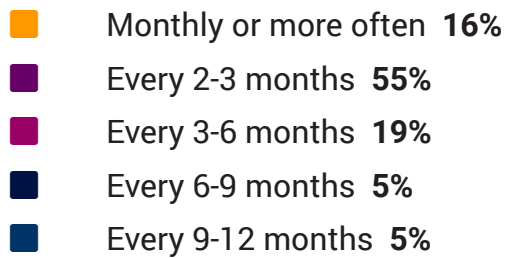 Monthly or more often 16%
Every 2-3 months 55%
Every 3-6 months 19%
Every 6-9 months 5%
Every 9-12 months 5%